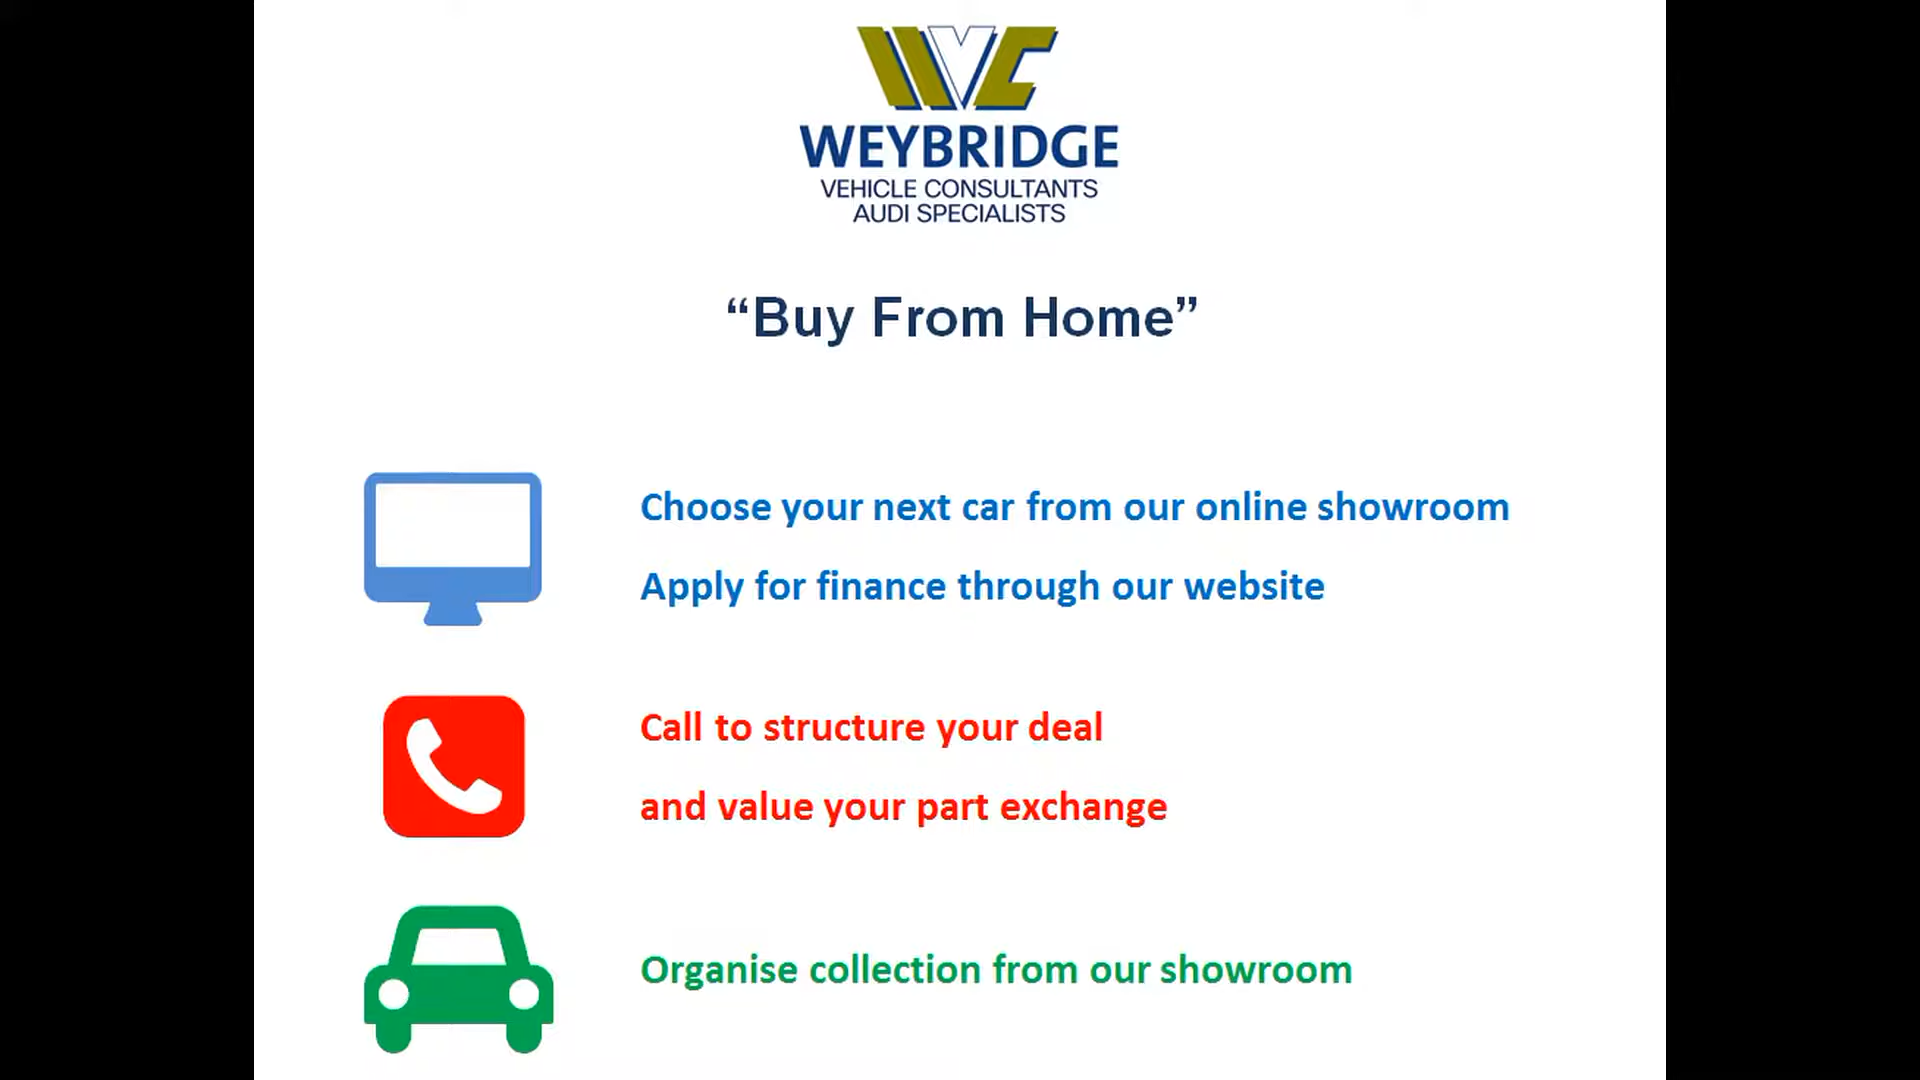 WVC
WEYBRIDGE
VEHICLE CONSULTANTS
AUDI SPECIALISTS
“Buy From Home”
Choose your next car from our online showroom
Apply for finance through our website
Call to structure your deal
and value your part exchange
Organise collection from our showroom